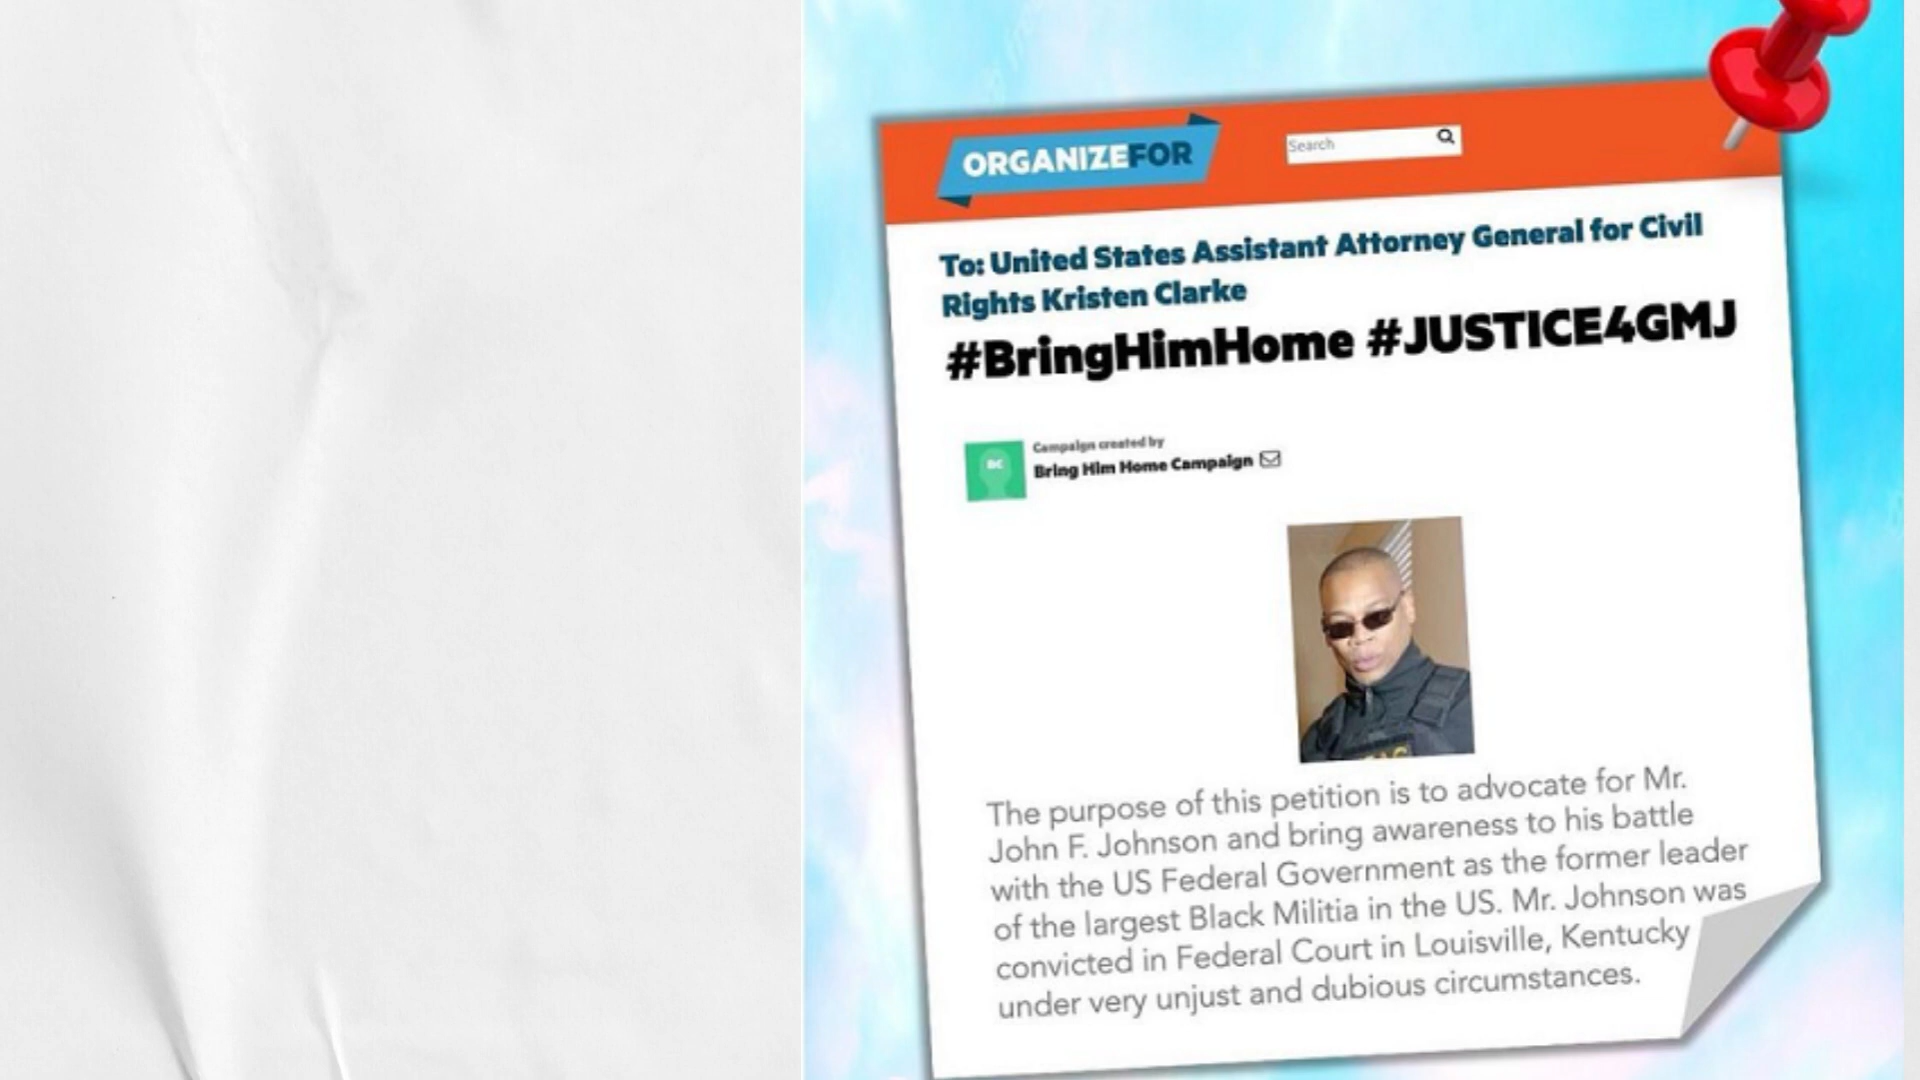 ORGANIZEFOR
Search
To: United States Assistant Attorney General for Civil
Rights Kristen Clarke
#BringHimHome #JUSTICE4GMJ
BC
Campaign created by
Bring Him Home Campaign
The purpose of this petition is to advocate for Mr.
John F. Johnson and bring awareness to his battle
with the US Federal Government as the former leader
of the largest Black Militia in the US. Mr. Johnson was
convicted in Federal Court in Louisville, Kentucky
under very unjust and dubious circumstances.